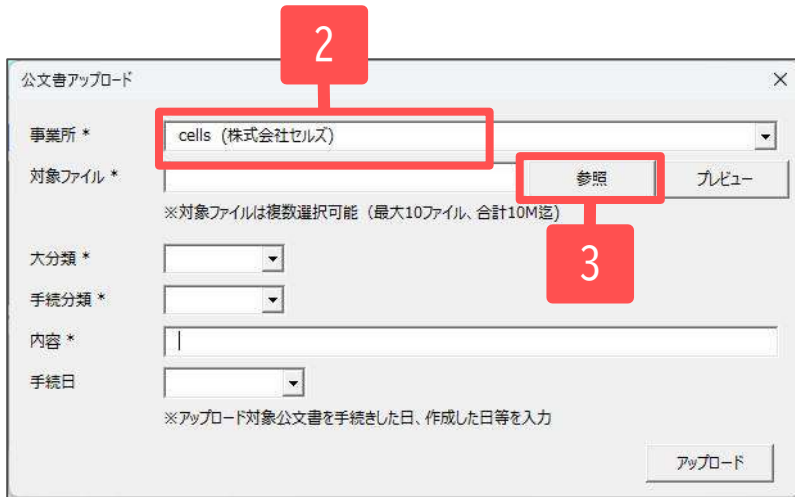 2
公文書アップロード
事業所 * cells (株式会社セルズ)
対象ファイル * 参照 プレビュー
※対象ファイルは複数選択可能（最大10ファイル、合計10M迄)
3
大分類 *
手続分類 *
内容 *
手続日
※アップロード対象公文書を手続きした日、作成した日等を入力
アップロード